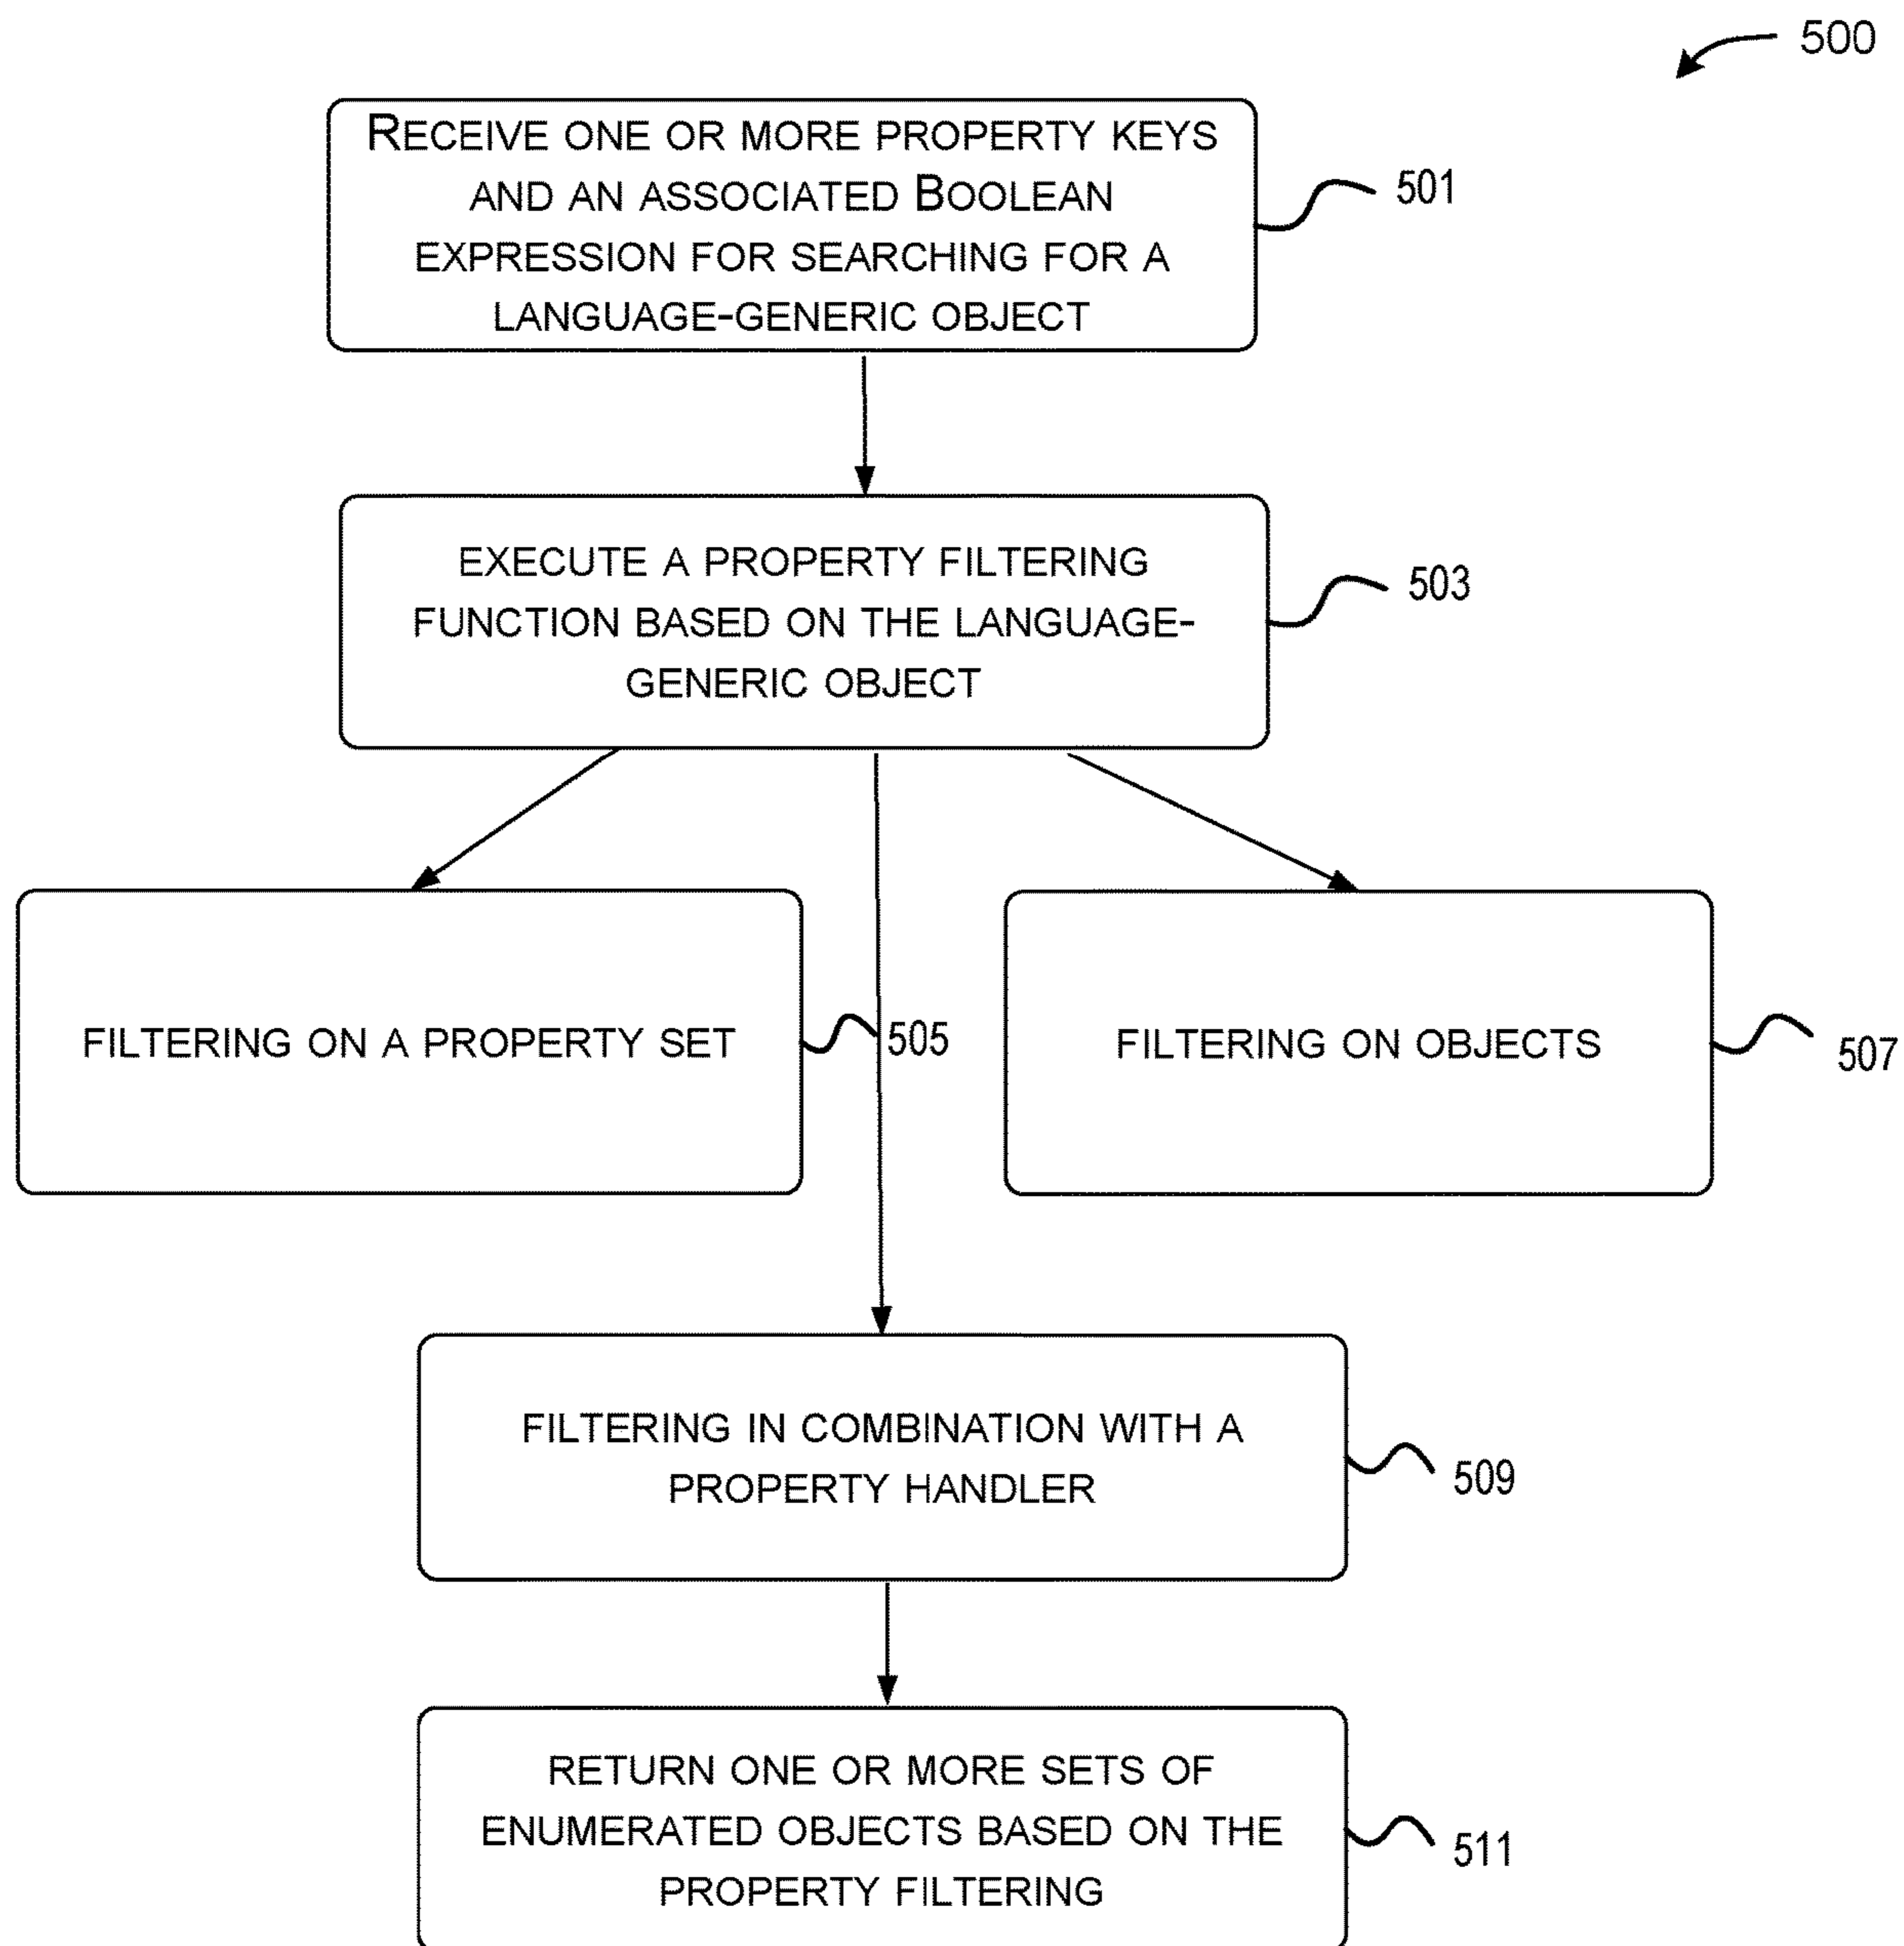 500
RECEIVE ONE OR MORE PROPERTY KEYS
AND AN ASSOCIATED BOOLEAN
EXPRESSION FOR SEARCHING FOR A
LANGUAGE-GENERIC OBJECT
501
EXECUTE A PROPERTY FILTERING
FUNCTION BASED ON THE LANGUAGE-
GENERIC OBJECT
503
FILTERING ON A PROPERTY SET
505
FILTERING ON OBJECTS
507
FILTERING IN COMBINATION WITH A
PROPERTY HANDLER
509
RETURN ONE OR MORE SETS OF
ENUMERATED OBJECTS BASED ON THE
PROPERTY FILTERING
511